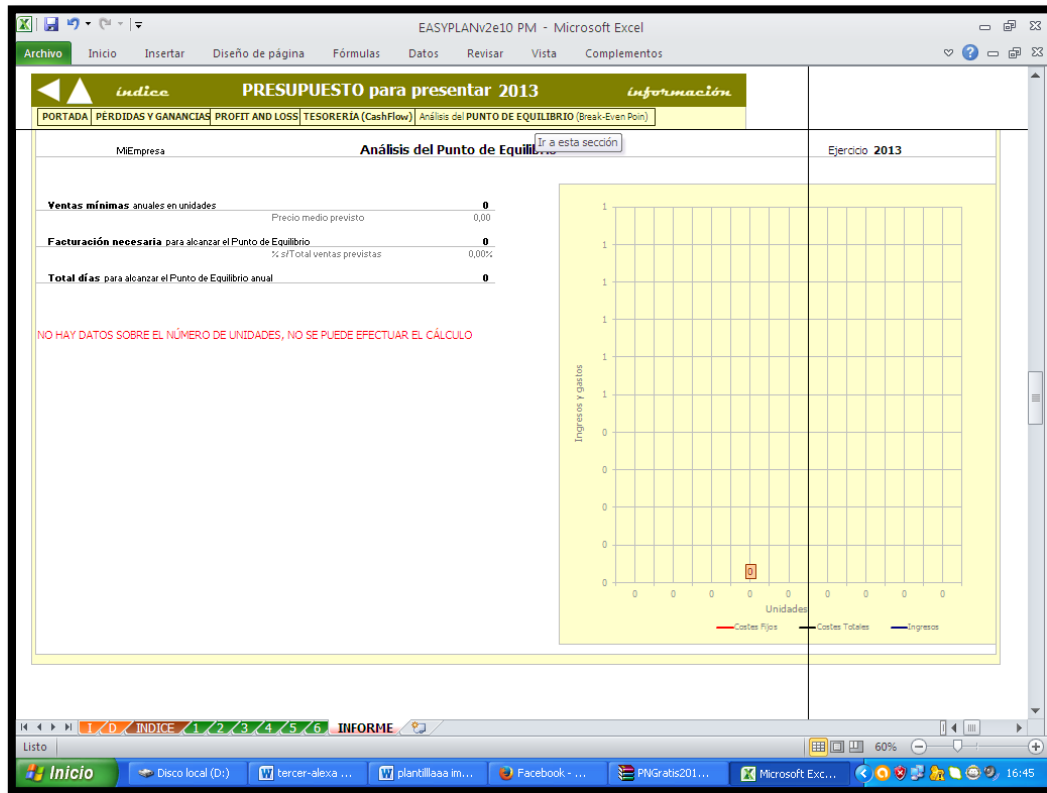 EASYPLANv2e10 PM - Microsoft Excel
Archivo Inicio Insertar Diseño de página Fórmulas Datos Revisar Vista Complementos
índice PRESUPUESTO para presentar 2013 información
PORTADA PÉRDIDAS Y GANANCIAS PROFIT AND LOSS TESORERÍA (CashFlow) Análisis del PUNTO DE EQUILIBRIO (Break-Even Poin)
Ir a esta sección
MiEmpresa Análisis del Punto de Equilibrio Ejercicio 2013
Ventas mínimas anuales en unidades 0
Precio medio previsto 0,00
Facturación necesaria para alcanzar el Punto de Equilibrio 0
% s/Total ventas previstas 0,00%
Total días para alcanzar el Punto de Equilibrio anual 0
NO HAY DATOS SOBRE EL NÚMERO DE UNIDADES, NO SE PUEDE EFECTUAR EL CÁLCULO
Ingresos y gastos
1
1
1
1
1
1
0
0
0
0
0
0
0 0 0 0 0 0 0 0 0
Unidades
Costes Fijos Costes Totales Ingresos
I D INDICE 1 2 3 4 5 6 INFORME
Listo 60%
Inicio Disco local (D:) tercer-alexa ... plantilllaaa im... Facebook - ... PNGratis201... Microsoft Exc... 16:45